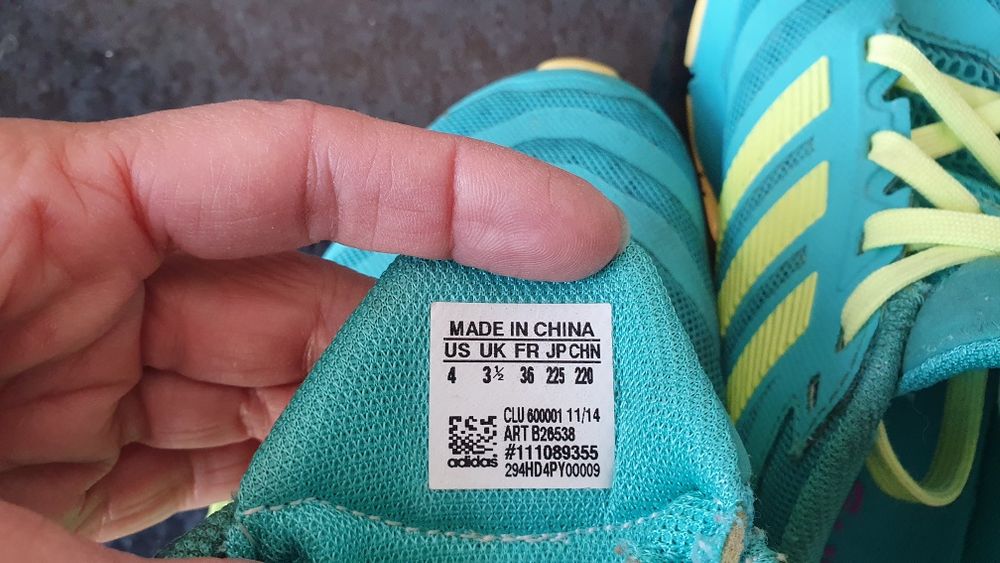 MADE IN CHINA
US UK FR JP CHN
4 3½ 36 225 220
CLU 600001 11/14
ART B26538
#111089355
adidas 294HD4PY00009